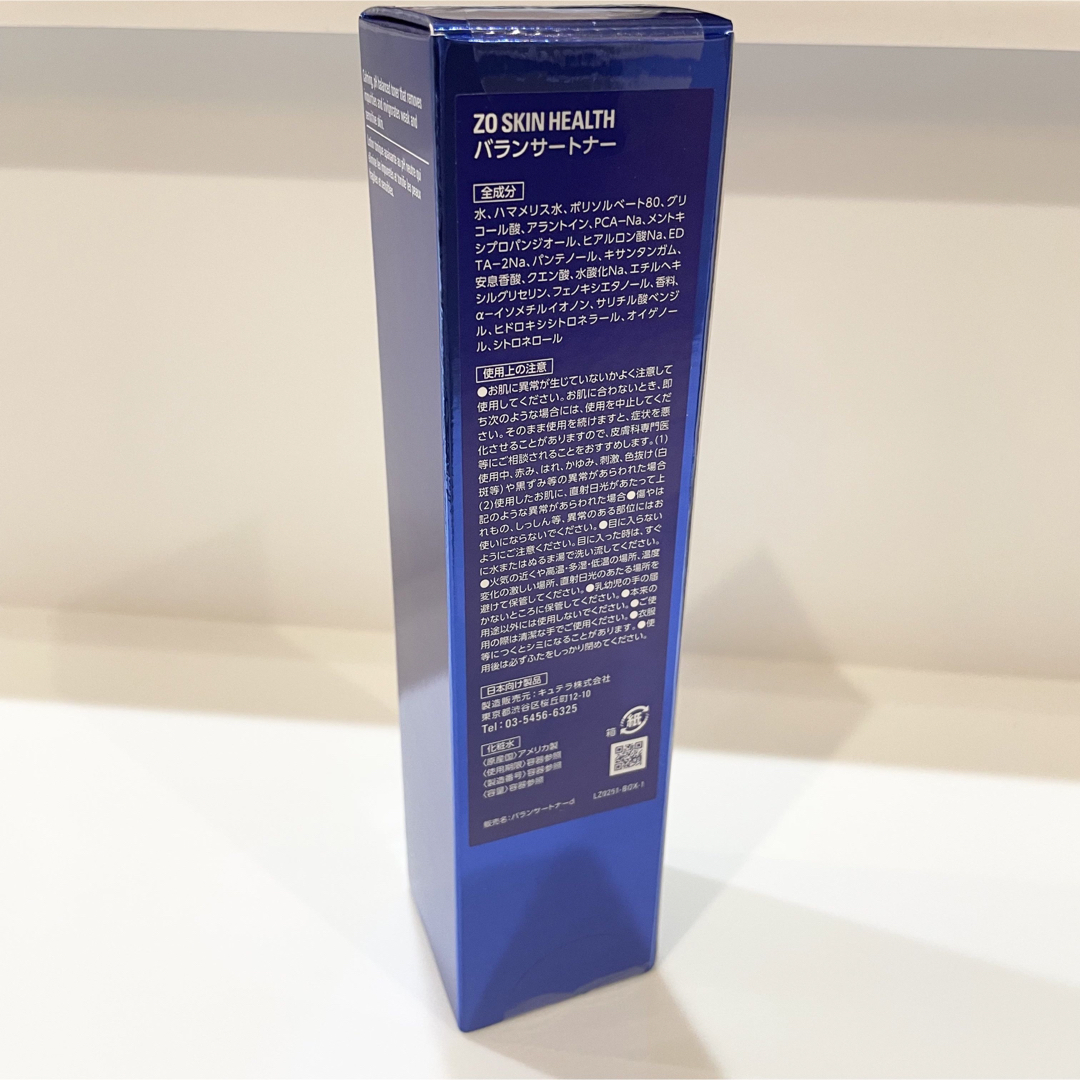 Calming, pH balanced toner that removes
impurities and invigorates weak and
sensitive skin.
Lotion tonique apaisante au pH neutre qui
élimine les impuretés et tonifie les peaux
fragiles et sensibles.
ZO SKIN HEALTH
バランサートナー
全成分
水、ハマメリス水、ポリソルベート80、グリ
コール酸、アラントイン、PCA-Na、メントキ
シプロパンジオール、ヒアルロン酸Na、ED
TA-2Na、パンテノール、キサンタンガム、
安息香酸、クエン酸、水酸化Na、エチルヘキ
シルグリセリン、フェノキシエタノール、香料、
α-イソメチルイオノン、サリチル酸ベンジ
ル、ヒドロキシシトロネラール、オイゲノー
ル、シトロネロール
使用上の注意
●お肌に異常が生じていないかよく注意して
使用してください。お肌に合わないとき、即
ち次のような場合には、使用を中止してくだ
さい。そのまま使用を続けますと、症状を悪
化させることがありますので、皮膚科専門医
等にご相談されることをおすすめします。(1)
使用中、赤み、はれ、かゆみ、刺激、色抜け(白
斑等)や黒ずみ等の異常があらわれた場合
(2)使用したお肌に、直射日光があたって上
記のような異常があらわれた場合●傷やは
れもの、しっしん等、異常のある部位にはお
使いにならないでください。●目に入らない
ようにご注意ください。目に入った時は、すぐ
に水またはぬるま湯で洗い流してください。
●火気の近くや高温・多湿・低温の場所、温度
変化の激しい場所、直射日光のあたる場所を
避けて保管してください。●乳幼児の手の届
かないところに保管してください。●本来の
用途以外には使用しないでください。●ご使
用の際は清潔な手でご使用ください。●衣服
等につくとシミになることがあります。●使
用後は必ずふたをしっかり閉めてください。
日本向け製品
製造販売元：キュテラ株式会社
東京都渋谷区桜丘町12-10
Tel：03-5456-6325
化粧水
〈原産国〉アメリカ製
〈使用期限〉容器参照
〈製造番号〉容器参照
〈容量〉容器参照
販売名：バランサートナーd
紙
箱
LZ0251-BOX-1